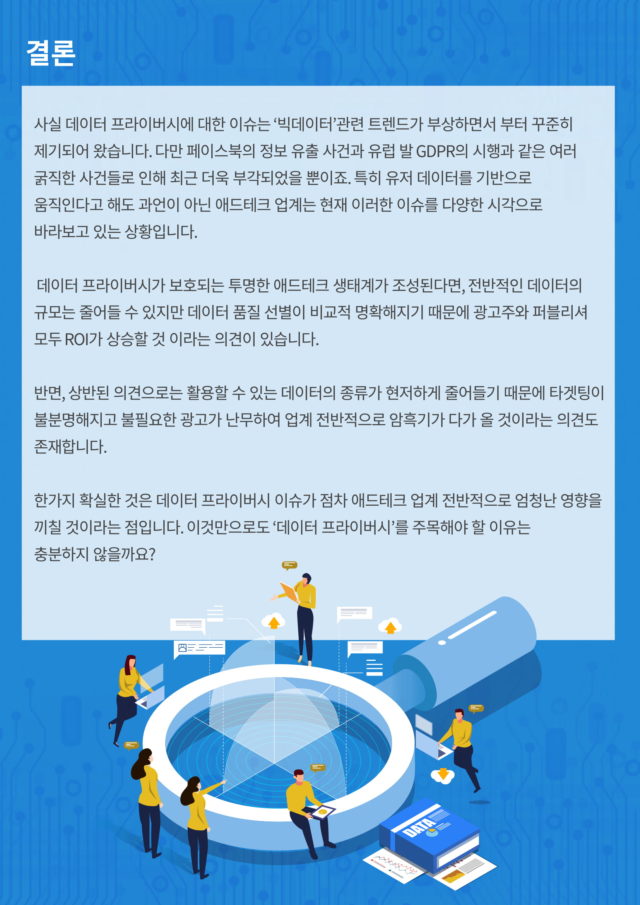 결론
사실 데이터 프라이버시에 대한 이슈는 ‘빅데이터’관련 트렌드가 부상하면서 부터 꾸준히
제기되어 왔습니다. 다만 페이스북의 정보 유출 사건과 유럽 발 GDPR의 시행과 같은 여러
굵직한 사건들로 인해 최근 더욱 부각되었을 뿐이죠. 특히 유저 데이터를 기반으로
움직인다고 해도 과언이 아닌 애드테크 업계는 현재 이러한 이슈를 다양한 시각으로
바라보고 있는 상황입니다.
데이터 프라이버시가 보호되는 투명한 애드테크 생태계가 조성된다면, 전반적인 데이터의
규모는 줄어들 수 있지만 데이터 품질 선별이 비교적 명확해지기 때문에 광고주와 퍼블리셔
모두 ROI가 상승할 것 이라는 의견이 있습니다.
반면, 상반된 의견으로는 활용할 수 있는 데이터의 종류가 현저하게 줄어들기 때문에 타겟팅이
불분명해지고 불필요한 광고가 난무하여 업계 전반적으로 암흑기가 다가 올 것이라는 의견도
존재합니다.
한가지 확실한 것은 데이터 프라이버시 이슈가 점차 애드테크 업계 전반적으로 엄청난 영향을
끼칠 것이라는 점입니다. 이것만으로도 ‘데이터 프라이버시’를 주목해야 할 이유는
충분하지 않을까요?
DATA